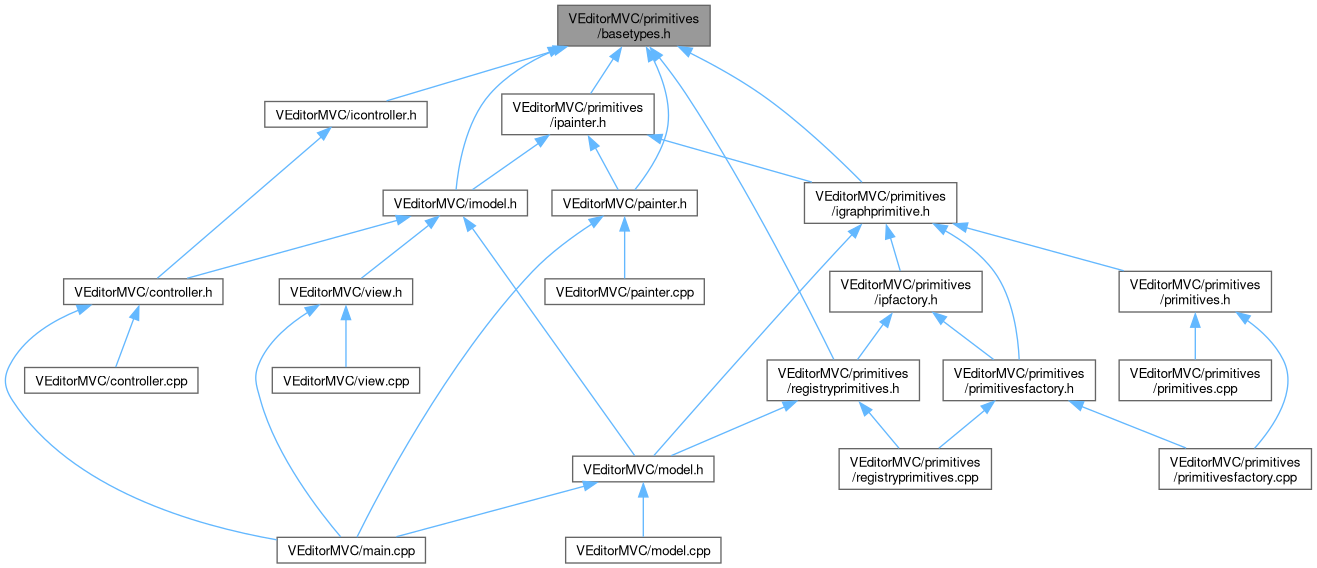 VEditorMVC/primitives
/basetypes.h
VEditorMVC/icontroller.h
VEditorMVC/primitives
/ipainter.h
VEditorMVC/imodel.h
VEditorMVC/painter.h
VEditorMVC/primitives
/igraphprimitive.h
VEditorMVC/controller.h
VEditorMVC/view.h
VEditorMVC/painter.cpp
VEditorMVC/primitives
/ipfactory.h
VEditorMVC/primitives
/primitives.h
VEditorMVC/controller.cpp
VEditorMVC/view.cpp
VEditorMVC/primitives
/registryprimitives.h
VEditorMVC/primitives
/primitivesfactory.h
VEditorMVC/primitives
/primitives.cpp
VEditorMVC/model.h
VEditorMVC/primitives
/registryprimitives.cpp
VEditorMVC/primitives
/primitivesfactory.cpp
VEditorMVC/main.cpp
VEditorMVC/model.cpp